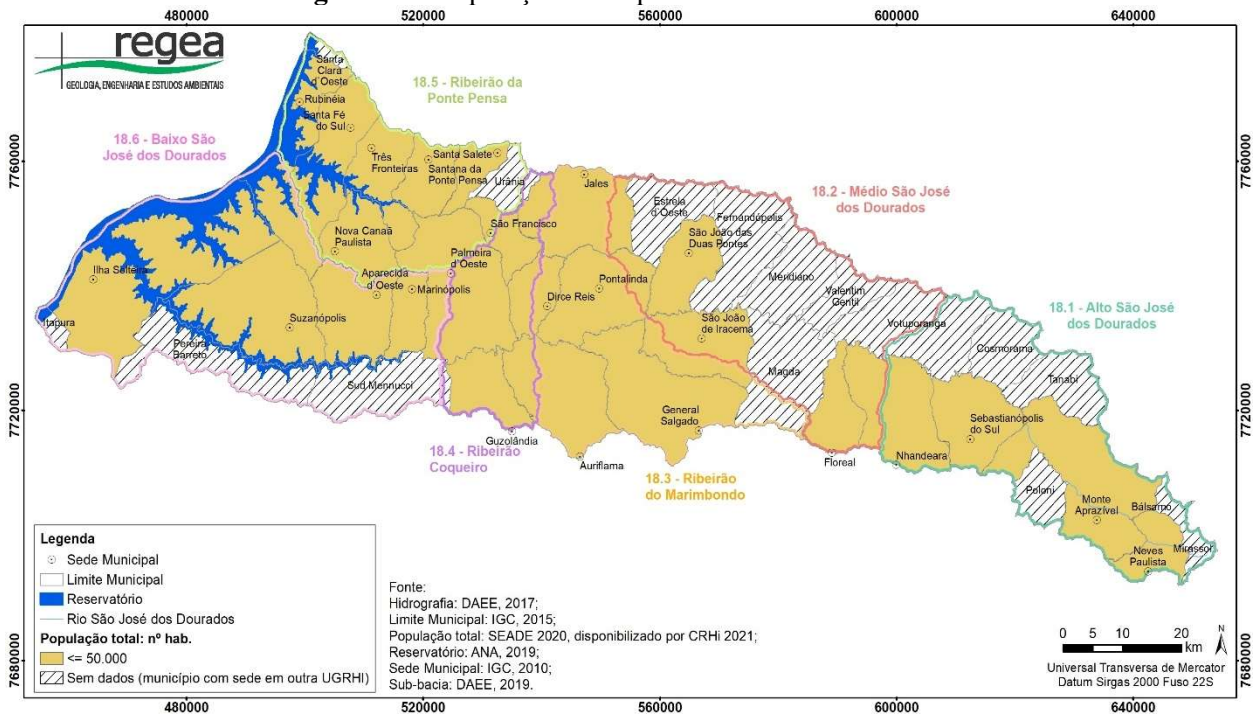 480000
520000
560000
600000
640000
regea
GEOLOGIA, ENGENHARIA E ESTUDOS AMBIENTAIS
7760000
7760000
7720000
7720000
7680000
7680000
18.5 - Ribeirão da
Ponte Pensa
18.6 - Baixo São
José dos Dourados
18.2 - Médio São José
dos Dourados
18.1 - Alto São José
dos Dourados
18.4 - Ribeirão
Coqueiro
18.3 - Ribeirão
do Marimbondo
Santa
Clara
d'Oeste
Rubinéia
Santa Fé
do Sul
Três
Fronteiras
Santa Salete
Santana da
Ponte Pensa
Urânia
Jales
Estrela
d'Oeste
Fernandópolis
São João das
Duas Pontes
São Francisco
Nova Canaã
Paulista
Palmeira
d'Oeste
Aparecida
d'Oeste
Marinópolis
Ilha Solteira
Suzanópolis
Itapura
Pereira
Barreto
Sud Mennucci
Dirce Reis
Pontalinda
Meridiano
Valentim
Gentil
Votuporanga
São João
de Iracema
Magda
Cosmorama
Tanabi
General
Salgado
Guzolândia
Auriflama
Floreal
Nhandeara
Sebastianópolis
do Sul
Poloni
Monte
Aprazível
Bálsamo
Neves
Paulista
Mirassol
Legenda
Sede Municipal
Limite Municipal
Reservatório
Rio São José dos Dourados
População total: nº hab.
<= 50.000
Sem dados (município com sede em outra UGRHI)
Fonte:
Hidrografia: DAEE, 2017;
Limite Municipal: IGC, 2015;
População total: SEADE 2020, disponibilizado por CRHi 2021;
Reservatório: ANA, 2019;
Sede Municipal: IGC, 2010;
Sub-bacia: DAEE, 2019.
0 5 10 20
km
N
Universal Transversa de Mercator
Datum Sirgas 2000 Fuso 22S
480000
520000
560000
600000
640000